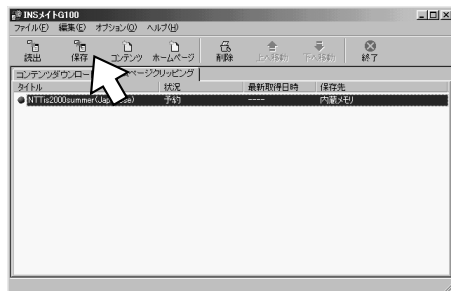 INSメイトG100
ファイル(F) 編集(E) オプション(O) ヘルプ(H)
読出 保存 コンテンツ ホームページ 削除 上へ移動 下へ移動 終了
コンテンツダウンロード ページクリッピング
タイトル 状況 最新取得日時 保存先
NTTis2000summer(Japanese) 予約 ---- 内蔵メモリ